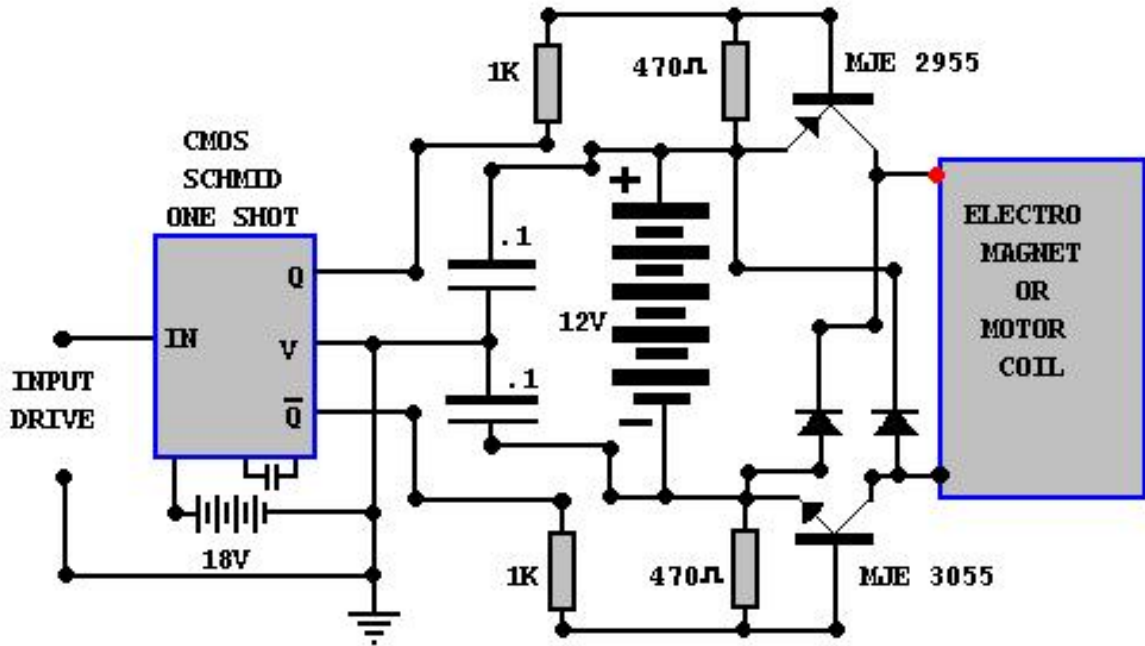 1K
470Ω
MJE 2955
CMOS
SCHMID
ONE SHOT
+
ELECTRO
MAGNET
OR
MOTOR
COIL
.1
Q
12V
IN
V
INPUT
DRIVE
.1
Q̅
-
18V
1K
470Ω
MJE 3055